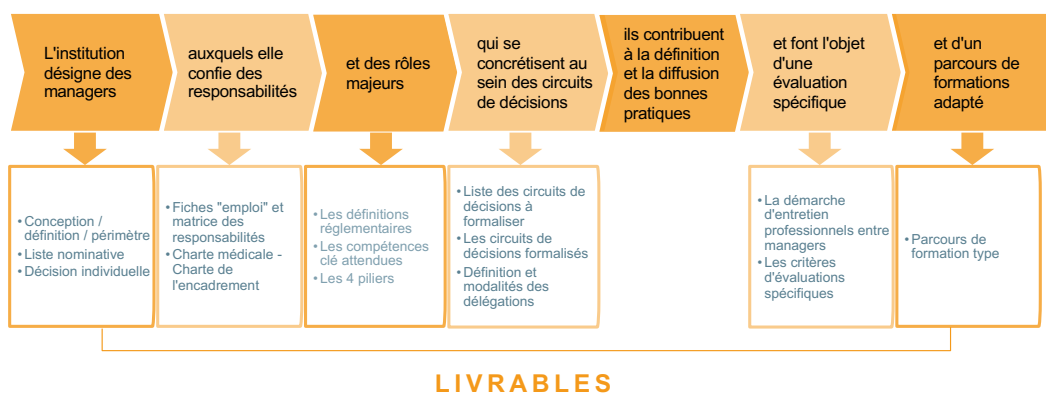 L'institution
désigne des
managers
auxquels elle
confie des
responsabilités
et des rôles
majeurs
qui se
concrétisent au
sein des circuits
de décisions
ils contribuent
à la définition
et la diffusion
des bonnes
pratiques
et font l'objet
d'une
évaluation
spécifique
et d'un
parcours de
formations
adapté
• Conception /
définition / périmètre
• Liste nominative
• Décision individuelle
• Fiches "emploi" et
matrice des
responsabilités
• Charte médicale -
Charte de
l'encadrement
• Les définitions
réglementaires
• Les compétences
clé attendues
• Les 4 piliers
• Liste des circuits de
décisions à
formaliser
• Les circuits de
décisions formalisés
• Définition et
modalités des
délégations
• La démarche
d'entretien
professionnels entre
managers
• Les critères
d'évaluations
spécifiques
• Parcours de
formation type
LIVRABLES